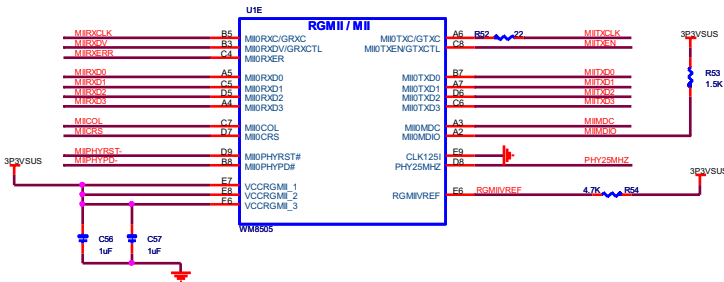 U1E
RGMII / MII
MIIRXCLK B5 MII0RXC/GRXC MII0TXC/GTXC A6 R52 22 MIITXCLK
MIIRXDV B3 MII0RXDV/GRXCTL MII0TXEN/GTXCTL C8 MIITXEN
MIIRXERR C4 MII0RXER
3P3VSUS
MIIRXD0 A5 MII0RXD0 MII0TXD0 B7 MIITXD0
MIIRXD1 C5 MII0RXD1 MII0TXD1 A7 MIITXD1
MIIRXD2 D5 MII0RXD2 MII0TXD2 D6 MIITXD2
MIIRXD3 A4 MII0RXD3 MII0TXD3 C6 MIITXD3
R53
1.5K
MIICOL C7 MII0COL MII0MDC A3 MIIMDC
MIICRS D7 MII0CRS MII0MDIO A2 MIIMDIO
MIIPHYRST- D9 MII0PHYRST# CLK125I E9
MIIPHYPD- B8 MII0PHYPD# PHY25MHZ D8 PHY25MHZ
3P3VSUS
3P3VSUS
E7 VCCRGMII_1
E8 VCCRGMII_2 RGMIIVREF E6 RGMIIVREF 4.7K R54
E6 VCCRGMII_3
WM8505
C56 C57
1uF 1uF